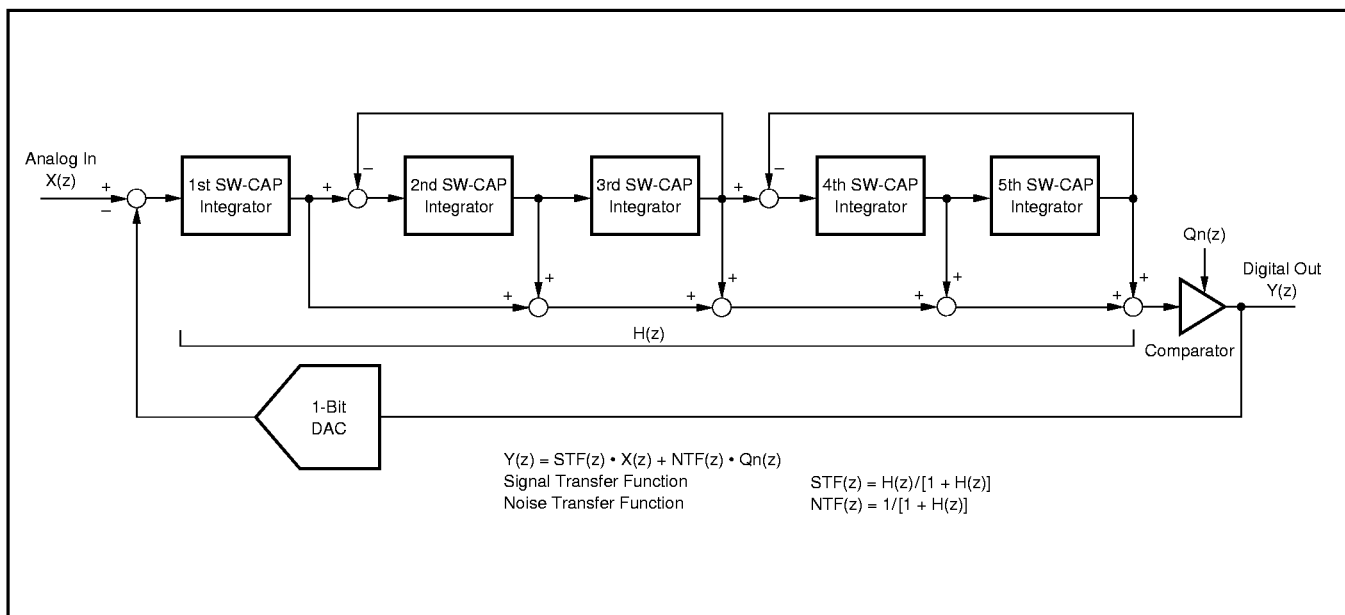 Analog In
X(z)
+
−
1st SW-CAP
Integrator
+
−
2nd SW-CAP
Integrator
3rd SW-CAP
Integrator
+
−
4th SW-CAP
Integrator
5th SW-CAP
Integrator
+
+
+
+
+
+
+
+
Qn(z)
Digital Out
Y(z)
H(z)
Comparator
1-Bit
DAC
Y(z) = STF(z) • X(z) + NTF(z) • Qn(z)
Signal Transfer Function
STF(z) = H(z)/[1 + H(z)]
Noise Transfer Function
NTF(z) = 1/[1 + H(z)]